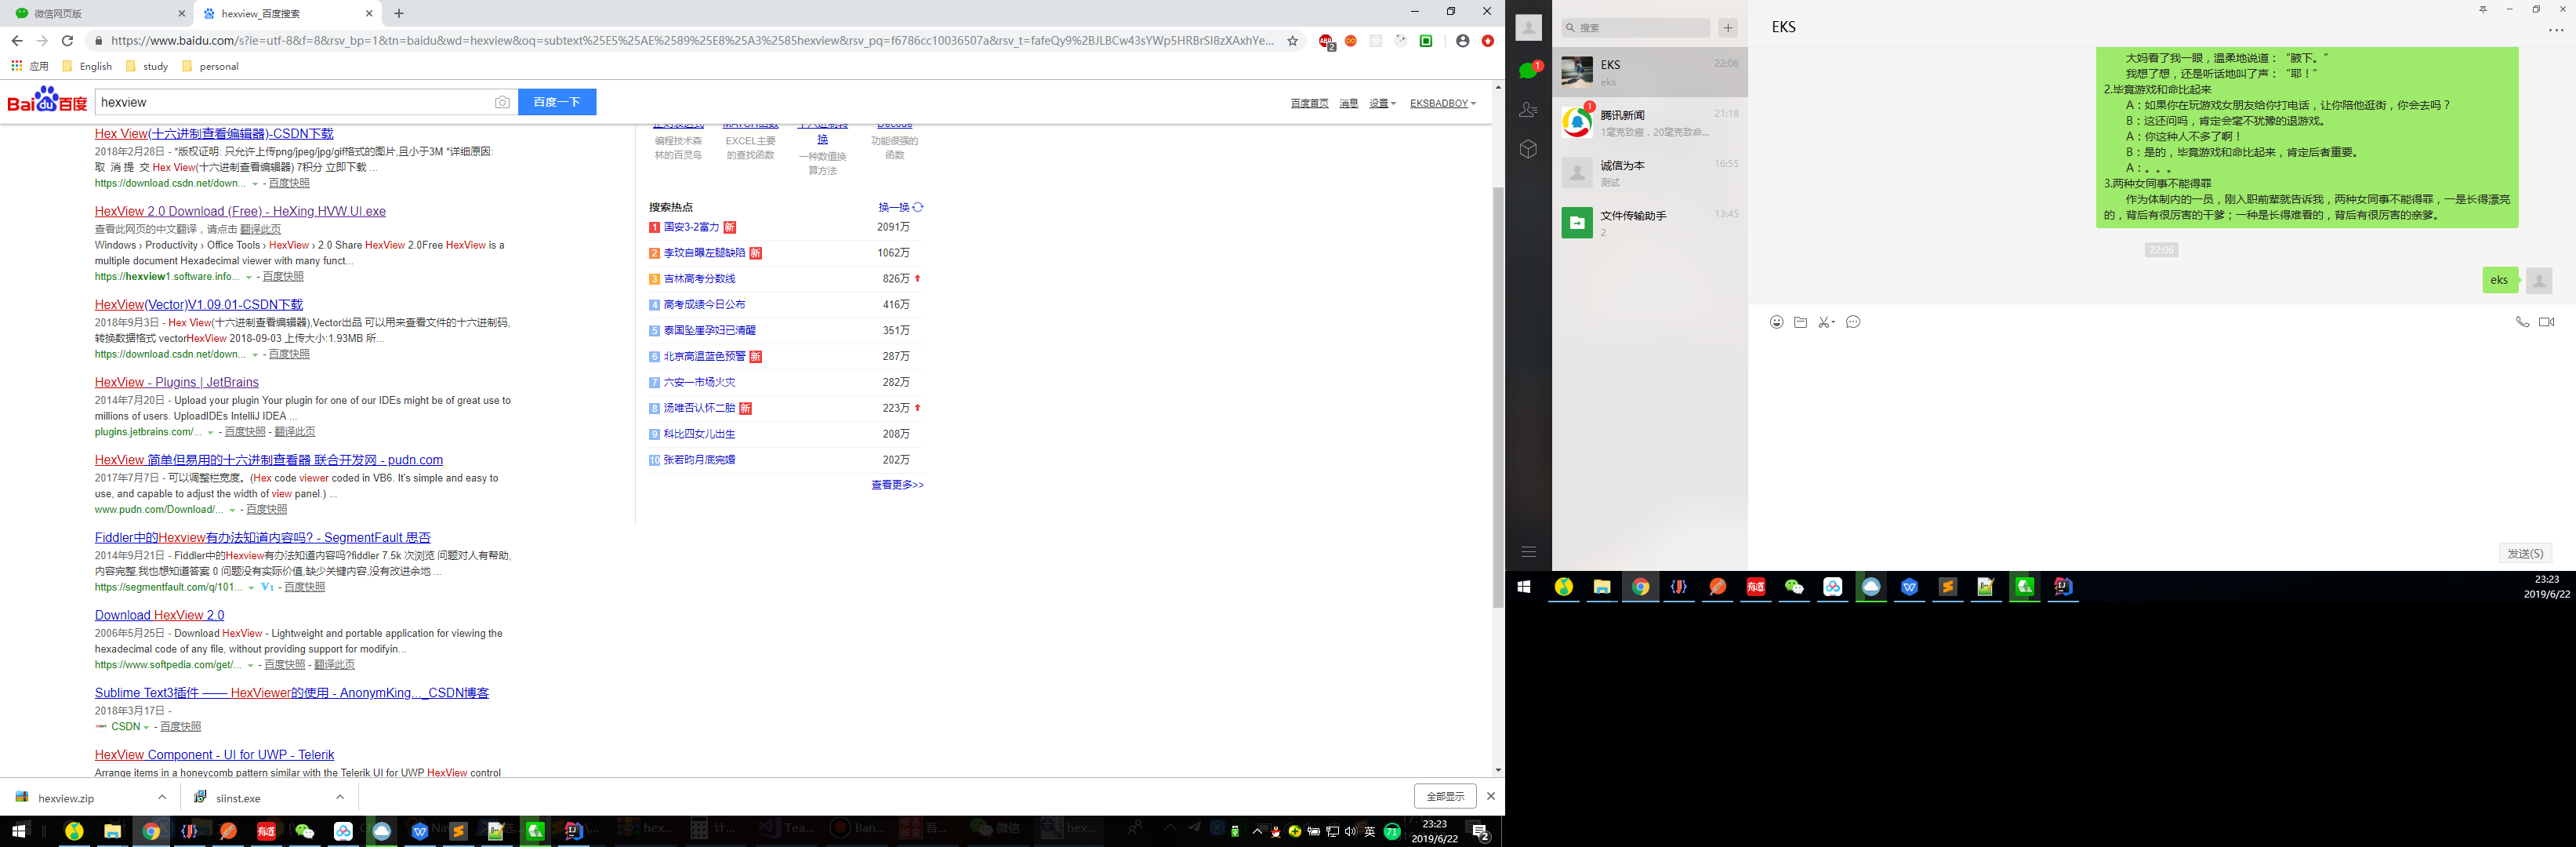 微信网页版
hexview_百度搜索
https://www.baidu.com/s?ie=utf-8&f=8&rsv_bp=1&tn=baidu&wd=hexview&oq=subtext%25E5%25AE%2589%25E8%25A3%2585hexview&rsv_pq=f6786cc10036507a&rsv_t=fafeQy9%2BJLBCw43sYWp5HRBrSI8zXAxhYe...
应用 English study personal
Bai du 百度
hexview
百度一下
百度首页 消息 设置 EKSBADBOY
Hex View(十六进制查看编辑器)-CSDN下载
2018年2月28日 - *版权证明: 只允许上传png/jpeg/jpg/gif格式的图片,且小于3M *详细原因:
取 消 提 交 Hex View(十六进制查看编辑器) 7积分 立即下载 ...
https://download.csdn.net/down... - 百度快照
HexView 2.0 Download (Free) - HeXing.HVW.UI.exe
查看此网页的中文翻译，请点击 翻译此页
Windows › Productivity › Office Tools › HexView › 2.0 Share HexView 2.0Free HexView is a
multiple document Hexadecimal viewer with many funct...
https://hexview1.software.info... - 百度快照
HexView(Vector)V1.09.01-CSDN下载
2018年9月3日 - Hex View(十六进制查看编辑器),Vector出品 可以用来查看文件的十六进制码,
转换数据格式 vectorHexView 2018-09-03 上传大小:1.93MB 所...
https://download.csdn.net/down... - 百度快照
HexView - Plugins | JetBrains
2014年7月20日 - Upload your plugin Your plugin for one of our IDEs might be of great use to
millions of users. UploadIDEs IntelliJ IDEA ...
plugins.jetbrains.com/... - 百度快照 - 翻译此页
HexView 简单但易用的十六进制查看器 联合开发网 - pudn.com
2017年7月7日 - 可以调整栏宽度。(Hex code viewer coded in VB6. It's simple and easy to
use, and capable to adjust the width of view panel.) ...
www.pudn.com/Download/... - 百度快照
Fiddler中的Hexview有办法知道内容吗? - SegmentFault 思否
2014年9月21日 - Fiddler中的Hexview有办法知道内容吗?fiddler 7.5k 次浏览 问题对人有帮助,
内容完整,我也想知道答案 0 问题没有实际价值,缺少关键内容,没有改进余地 ...
https://segmentfault.com/q/101... V1 - 百度快照
Download HexView 2.0
2006年5月25日 - Download HexView - Lightweight and portable application for viewing the
hexadecimal code of any file, without providing support for modifyin...
https://www.softpedia.com/get/... - 百度快照 - 翻译此页
Sublime Text3插件 —— HexViewer的使用 - AnonymKing..._CSDN博客
2018年3月17日 -
CSDN - 百度快照
HexView Component - UI for UWP - Telerik
Arrange items in a honeycomb pattern similar with the Telerik UI for UWP HexView control
正则表达式 MATCH函数 十六进制转换 Decode
编程技术森林的百灵鸟
EXCEL主要的查找函数
一种数值换算方法
功能很强的函数
搜索热点 换一换
1 国安3-2富力 新 2091万
2 李玟自曝左腿缺陷 新 1062万
3 吉林高考分数线 826万
4 高考成绩今日公布 416万
5 泰国坠崖孕妇已清醒 351万
6 北京高温蓝色预警 新 287万
7 六安一市场火灾 282万
8 汤唯否认怀二胎 新 223万
9 科比四女儿出生 208万
10 张若昀月底完婚 202万
查看更多>>
hexview.zip
siinst.exe
全部显示
英 71
23:23
2019/6/22
2
搜索
EKS 22:06
eks
腾讯新闻 21:18
1毫克致癌，20毫克致命...
诚信为本 16:55
测试
文件传输助手 13:45
2
EKS
大妈看了我一眼，温柔地说道：“腋下。”
我想了想，还是听话地叫了声：“耶！”
2.毕竟游戏和命比起来
A：如果你在玩游戏女朋友给你打电话，让你陪他逛街，你会去吗？
B：这还问吗，肯定会毫不犹豫的退游戏。
A：你这种人不多了啊！
B：是的，毕竟游戏和命比起来，肯定后者重要。
A：。。。
3.两种女同事不能得罪
作为体制内的一员，刚入职前辈就告诉我，两种女同事不能得罪，一是长得漂亮
的，背后有很厉害的干爹；一种是长得难看的，背后有很厉害的亲爹。
22:06
eks
发送(S)
23:23
2019/6/22